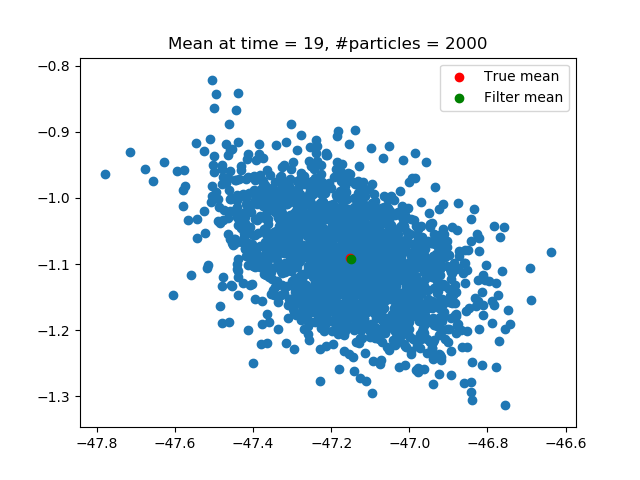 Mean at time = 19, #particles = 2000
True mean
Filter mean
−0.8
−0.9
−1.0
−1.1
−1.2
−1.3
−47.8 −47.6 −47.4 −47.2 −47.0 −46.8 −46.6